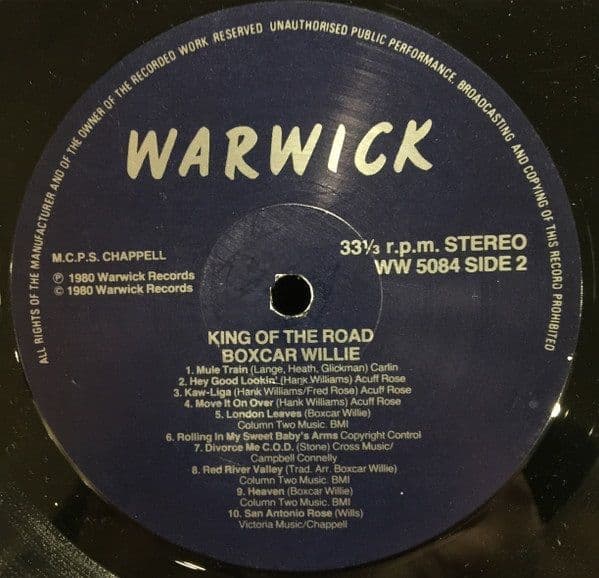 ALL RIGHTS OF THE MANUFACTURER AND OF THE OWNER OF THE RECORDED WORK RESERVED UNAUTHORISED PUBLIC PERFORMANCE, BROADCASTING AND COPYING OF THIS RECORD PROHIBITED
WARWICK
M.C.P.S. CHAPPELL
℗ 1980 Warwick Records
© 1980 Warwick Records
33⅓ r.p.m. STEREO
WW 5084 SIDE 2
KING OF THE ROAD
BOXCAR WILLIE
1. Mule Train (Lange, Heath, Glickman) Carlin
2. Hey Good Lookin' (Hank Williams) Acuff Rose
3. Kaw-Liga (Hank Williams/Fred Rose) Acuff Rose
4. Move It On Over (Hank Williams) Acuff Rose
5. London Leaves (Boxcar Willie)
Column Two Music. BMI
6. Rolling In My Sweet Baby's Arms Copyright Control
7. Divorce Me C.O.D. (Stone) Cross Music/
Campbell Connelly
8. Red River Valley (Trad. Arr. Boxcar Willie)
Column Two Music. BMI
9. Heaven (Boxcar Willie)
Column Two Music. BMI
10. San Antonio Rose (Wills)
Victoria Music/Chappell